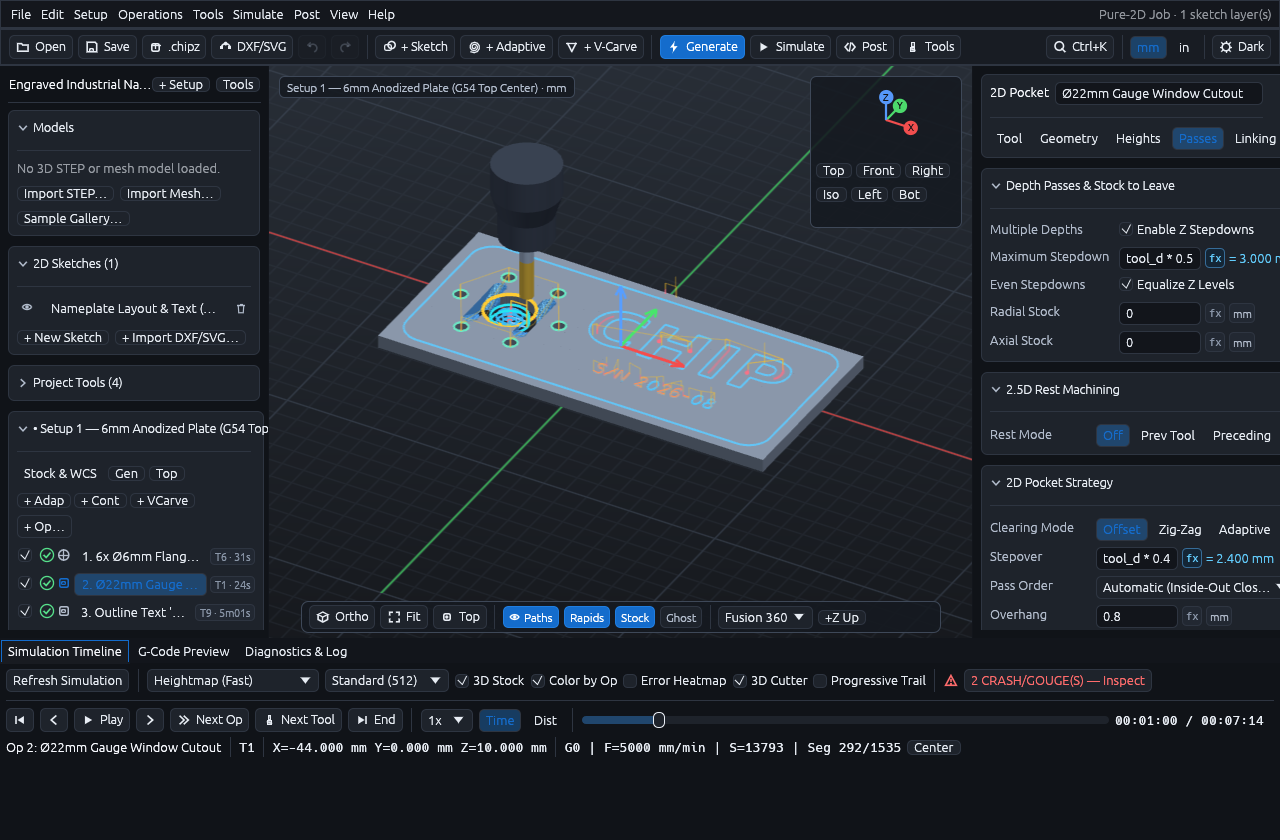 File Edit Setup Operations Tools Simulate Post View Help Pure-2D Job · 1 sketch layer(s)
Open Save .chipz DXF/SVG + Sketch + Adaptive + V-Carve Generate Simulate Post Tools Ctrl+K mm in Dark
Engraved Industrial Na… + Setup Tools
Models
No 3D STEP or mesh model loaded.
Import STEP… Import Mesh…
Sample Gallery…
2D Sketches (1)
Nameplate Layout & Text (…
+ New Sketch + Import DXF/SVG…
Project Tools (4)
• Setup 1 — 6mm Anodized Plate (G54 Top
Stock & WCS Gen Top
+ Adap + Cont + VCarve
+ Op…
1. 6x Ø6mm Flang… T6 · 31s
2. Ø22mm Gauge … T1 · 24s
3. Outline Text '… T9 · 5m01s
Setup 1 — 6mm Anodized Plate (G54 Top Center) · mm
Z
Y
X
Top Front Right
Iso Left Bot
CHIP
S/N 2026-08
Ortho Fit Top Paths Rapids Stock Ghost Fusion 360 +Z Up
2D Pocket Ø22mm Gauge Window Cutout
Tool Geometry Heights Passes Linking
Depth Passes & Stock to Leave
Multiple Depths Enable Z Stepdowns
Maximum Stepdown tool_d * 0.5 fx = 3.000 m
Even Stepdowns Equalize Z Levels
Radial Stock 0 fx mm
Axial Stock 0 fx mm
2.5D Rest Machining
Rest Mode Off Prev Tool Preceding
2D Pocket Strategy
Clearing Mode Offset Zig-Zag Adaptive
Stepover tool_d * 0.4 fx = 2.400 mm
Pass Order Automatic (Inside-Out Clos…
Overhang 0.8 fx mm
Simulation Timeline G-Code Preview Diagnostics & Log
Refresh Simulation Heightmap (Fast) Standard (512) 3D Stock Color by Op Error Heatmap 3D Cutter Progressive Trail 2 CRASH/GOUGE(S) — Inspect
Play Next Op Next Tool End 1x Time Dist 00:01:00 / 00:07:14
Op 2: Ø22mm Gauge Window Cutout T1 X=-44.000 mm Y=0.000 mm Z=10.000 mm G0 | F=5000 mm/min | S=13793 | Seg 292/1535 Center